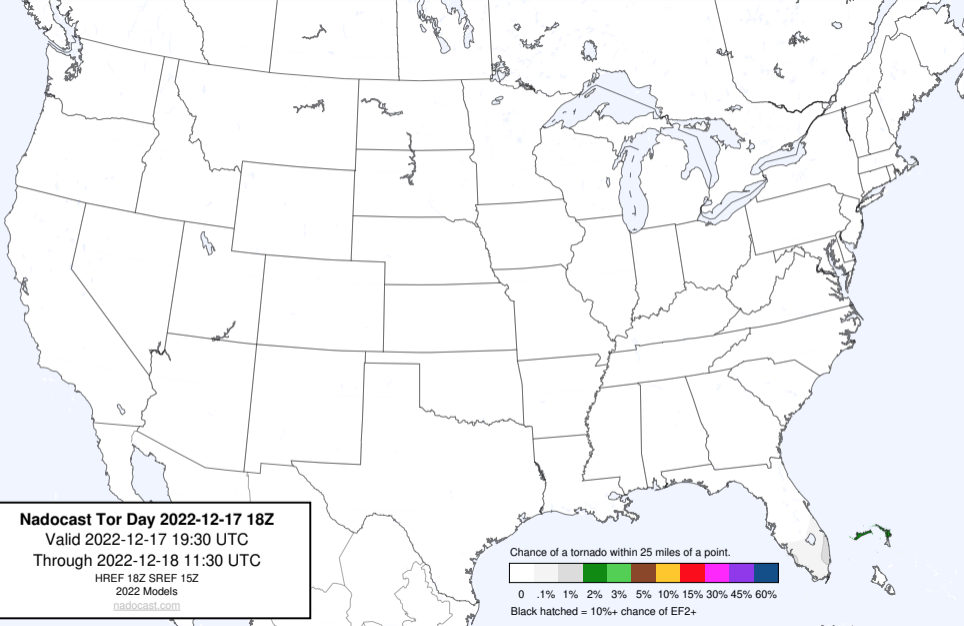 Nadocast Tor Day 2022-12-17 18Z
Valid 2022-12-17 19:30 UTC
Through 2022-12-18 11:30 UTC
HREF 18Z SREF 15Z
2022 Models
nadocast.com
Chance of a tornado within 25 miles of a point.
0 .1% 1% 2% 3% 5% 10% 15% 30% 45% 60%
Black hatched = 10%+ chance of EF2+